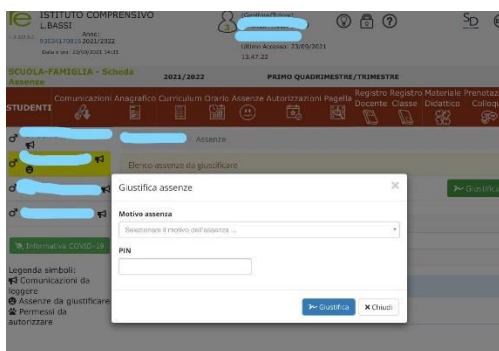 ISTITUTO COMPRENSIVO
L.BASSI
Anno:
2021/2022
Ultimo Accesso: 23/09/2021
13.47.22
SCUOLA-FAMIGLIA - Scheda
Assenze
2021/2022
PRIMO QUADRIMESTRE/TRIMESTRE
STUDENTI
Comunicazioni Anagrafico Curriculum Orario Assenze Autorizzazioni Pagella Registro Docente Registro Classe Materiale Didattico
Assenze
Elenco assenze da giustificare
Giustifica assenze
×
Giustifica
Motivo assenza
Selezionare il motivo dell'assenza ...
PIN
Informativa COVID-19
Giustifica
× Chiudi
Legenda simboli:
Comunicazioni da
leggere
Assenze da giustificare
Permessi da
autorizzare